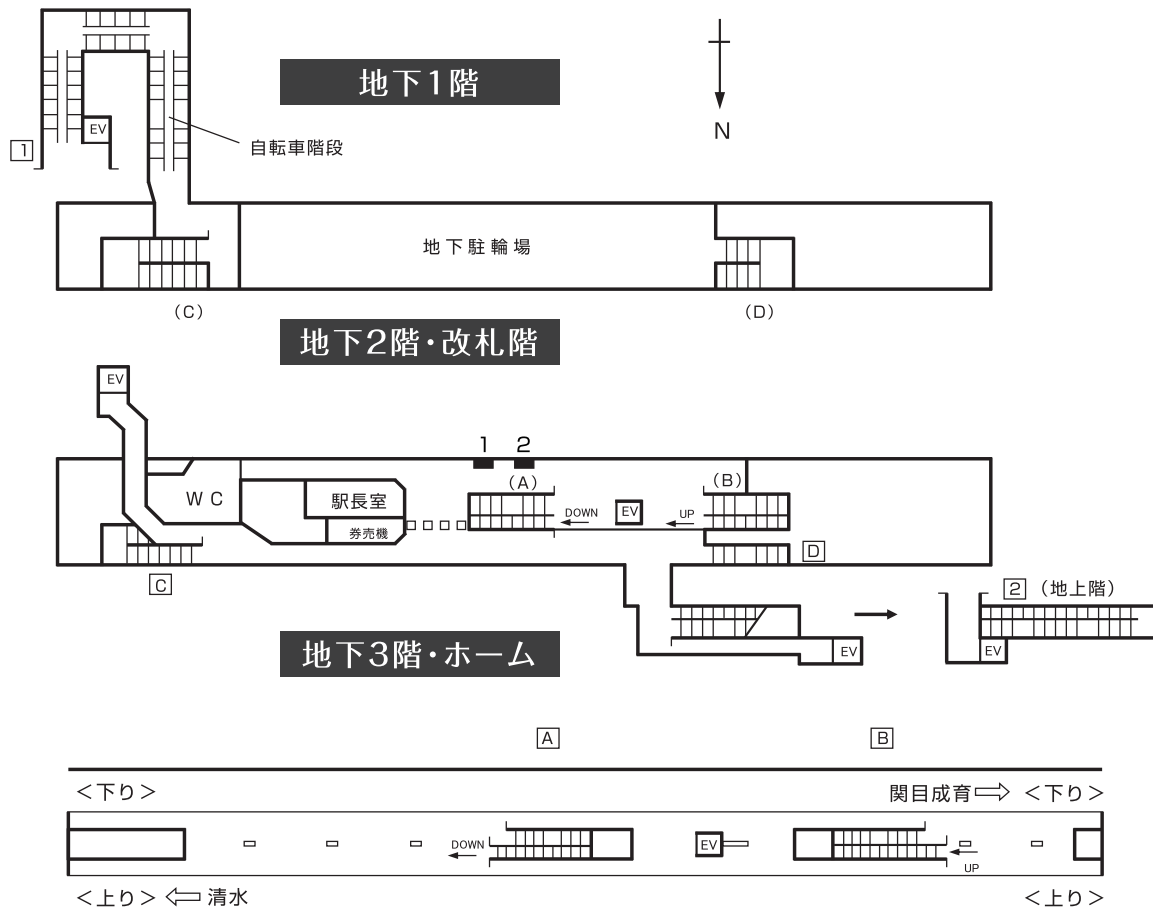 地下1階
N
EV
1
自転車階段
地下駐輪場
(C)
(D)
地下2階・改札階
EV
1
2
(A)
(B)
WC
駅長室
DOWN
EV
UP
券売機
D
C
2 (地上階)
地下3階・ホーム
EV
EV
A
B
<下り>
関目成育 ⇨ <下り>
DOWN
EV
UP
<上り> ⇦ 清水
<上り>